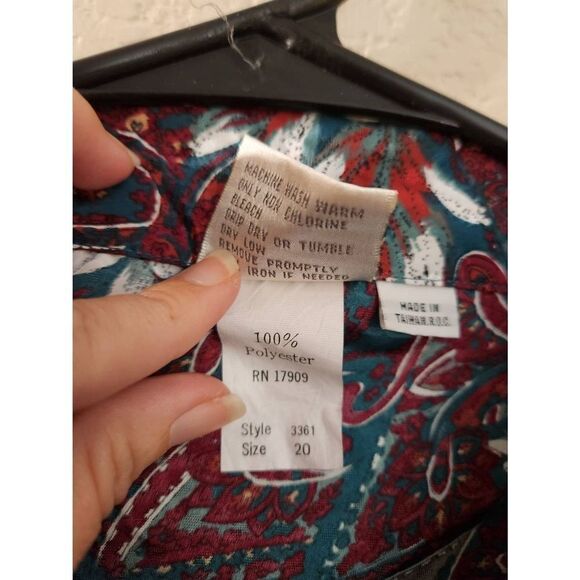 MACHINE WASH WARM
ONLY NON CHLORINE
BLEACH
DRIP DRY OR TUMBLE
DRY LOW
REMOVE PROMPTLY
IRON IF NEEDED
MADE IN
TAIWAN.R.O.C.
100%
Polyester
RN 17909
Style 3361
Size 20